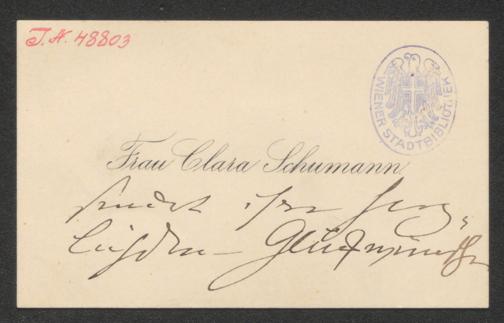 I.N. 48803
WIENER STADTBIBLIOTHEK
Frau Clara Schumann
sendet ihre herz-
lichsten Glückwünsche